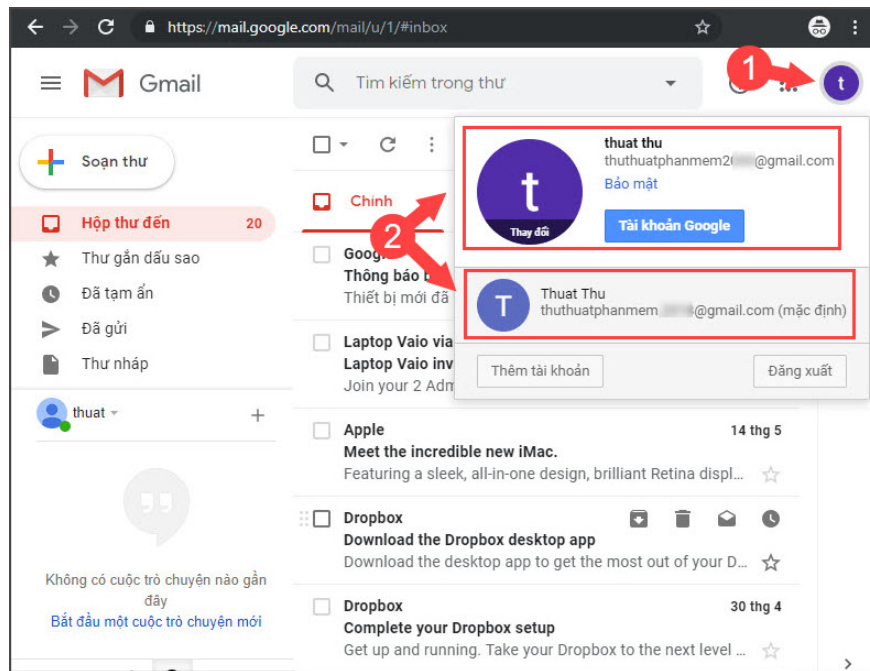 https://mail.google.com/mail/u/1/#inbox
Gmail
Tìm kiếm trong thư
1
t
Soạn thư
Hộp thư đến 20
Thư gắn dấu sao
Đã tạm ẩn
Đã gửi
Thư nháp
thuat
Không có cuộc trò chuyện nào gần
đây
Bắt đầu một cuộc trò chuyện mới
Chính
2
t
Thay đổi
thuat thu
thuthuatphanmem2 @gmail.com
Bảo mật
Tài khoản Google
T
Thuat Thu
thuthuatphanmem @gmail.com (mặc định)
Thêm tài khoản
Đăng xuất
Thông báo
Thiết bị mới đã
Laptop Vaio via
Laptop Vaio inv
Join your 2 Adm
Apple 14 thg 5
Meet the incredible new iMac.
Featuring a sleek, all-in-one design, brilliant Retina displ...
Dropbox
Download the Dropbox desktop app
Download the desktop app to get the most out of your D...
Dropbox 30 thg 4
Complete your Dropbox setup
Get up and running. Take your Dropbox to the next level ...